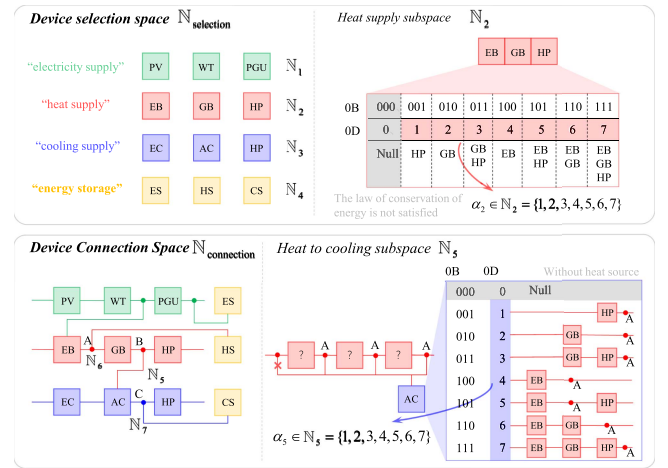 Device selection space ℕselection
"electricity supply" PV WT PGU ℕ1
"heat supply" EB GB HP ℕ2
"cooling supply" EC AC HP ℕ3
"energy storage" ES HS CS ℕ4
Heat supply subspace ℕ2
EB GB HP
0B 000 001 010 011 100 101 110 111
0D 0 1 2 3 4 5 6 7
Null HP GB GB HP EB EB HP EB GB EB GB HP
The law of conservation of
energy is not satisfied
α2 ∈ ℕ2 = {1, 2, 3, 4, 5, 6, 7}
Device Connection Space ℕconnection
PV WT PGU ES
EB A GB B HP HS
ℕ6 ℕ5
EC AC C HP CS
ℕ7
Heat to cooling subspace ℕ5
? A ? A ? A
AC
α5 ∈ ℕ5 = {1, 2, 3, 4, 5, 6, 7}
0B 0D Without heat source
000 0 Null
001 1 HP A
010 2 GB A
011 3 GB HP A
100 4 EB A
101 5 EB A HP
110 6 EB GB A
111 7 EB GB HP A